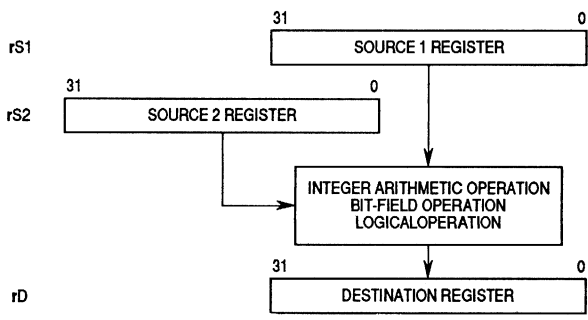 31 0
rS1 SOURCE 1 REGISTER
31 0
rS2 SOURCE 2 REGISTER
INTEGER ARITHMETIC OPERATION
BIT-FIELD OPERATION
LOGICALOPERATION
31 0
rD DESTINATION REGISTER